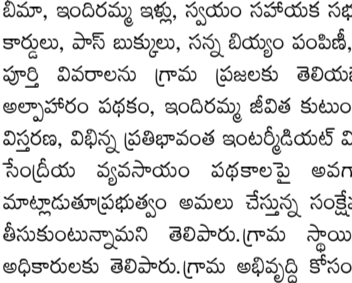 బీమా, ఇందిరమ్మ ఇళ్లు, స్వయం సహాయక సభ
కార్డులు, పాస్ బుక్కులు, సన్న బియ్యం పంపిణీ,
పూర్తి వివరాలను గ్రామ ప్రజలకు తెలియ
అల్పాహారం పథకం, ఇందిరమ్మ జీవిత కుటుం
విస్తరణ, విభిన్న ప్రతిభావంత ఇంటర్మీడియట్ వి
సేంద్రీయ వ్యవసాయం పథకాలపై అవగా
మాట్లాడుతూప్రభుత్వం అమలు చేస్తున్న సంక్షే
తీసుకుంటున్నామని తెలిపారు.గ్రామ స్థాయి
అధికారులకు తెలిపారు.గ్రామ అభివృద్ధి కోసం